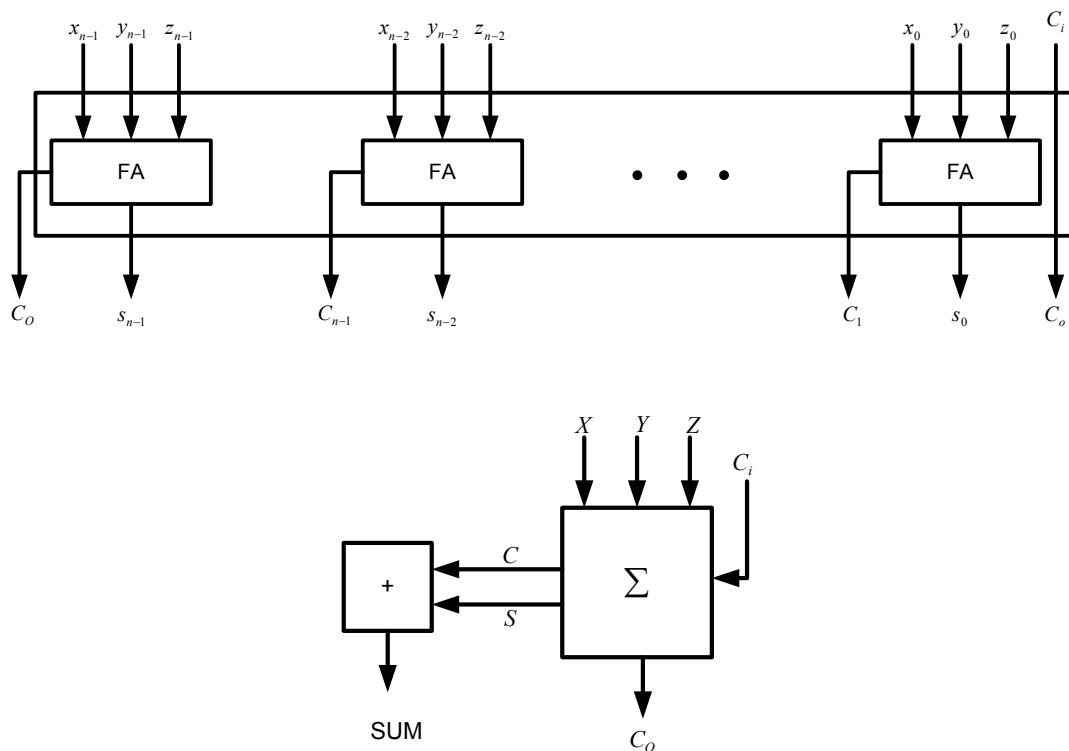 x_{n-1} y_{n-1} z_{n-1} x_{n-2} y_{n-2} z_{n-2} x_0 y_0 z_0 C_i
FA FA FA
C_O s_{n-1} C_{n-1} s_{n-2} C_1 s_0 C_o
X Y Z
C_i
C
+ Σ
S
SUM C_O